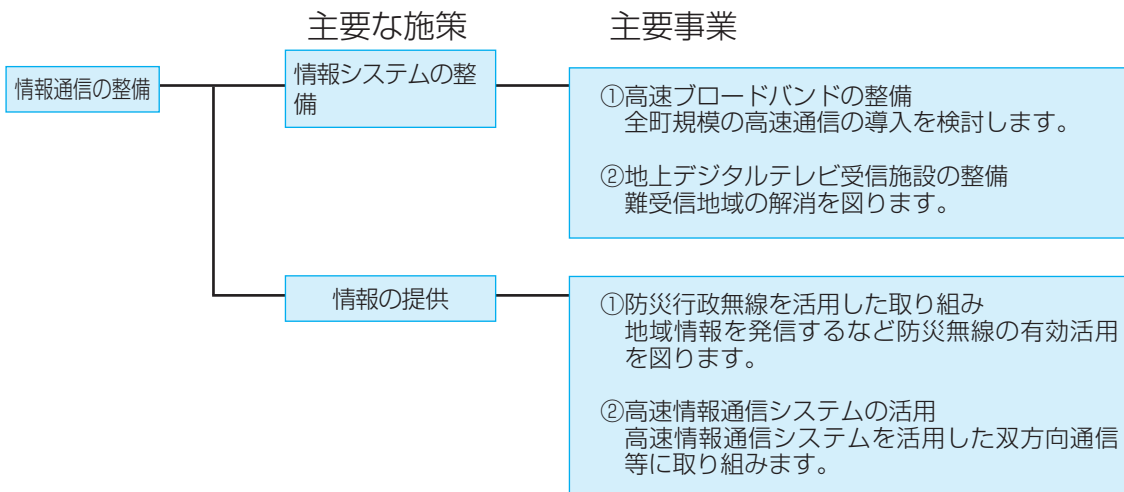 主要な施策
主要事業
情報通信の整備
情報システムの整
備
①高速ブロードバンドの整備
全町規模の高速通信の導入を検討します。
②地上デジタルテレビ受信施設の整備
難受信地域の解消を図ります。
情報の提供
①防災行政無線を活用した取り組み
地域情報を発信するなど防災無線の有効活用
を図ります。
②高速情報通信システムの活用
高速情報通信システムを活用した双方向通信
等に取り組みます。